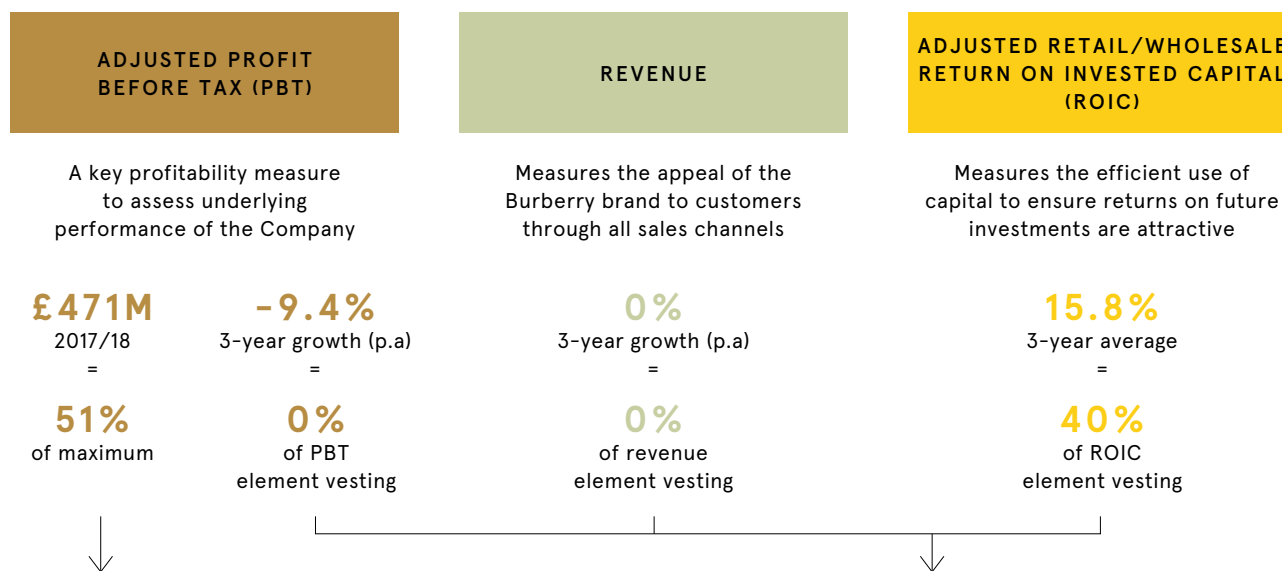 ADJUSTED PROFIT
BEFORE TAX (PBT)
A key profitability measure
to assess underlying
performance of the Company
£471M
2017/18
=
51%
of maximum
-9.4%
3-year growth (p.a)
=
0%
of PBT
element vesting
REVENUE
Measures the appeal of the
Burberry brand to customers
through all sales channels
0%
3-year growth (p.a)
=
0%
of revenue
element vesting
ADJUSTED RETAIL/WHOLESALE
RETURN ON INVESTED CAPITAL
(ROIC)
Measures the efficient use of
capital to ensure returns on future
investments are attractive
15.8%
3-year average
=
40%
of ROIC
element vesting